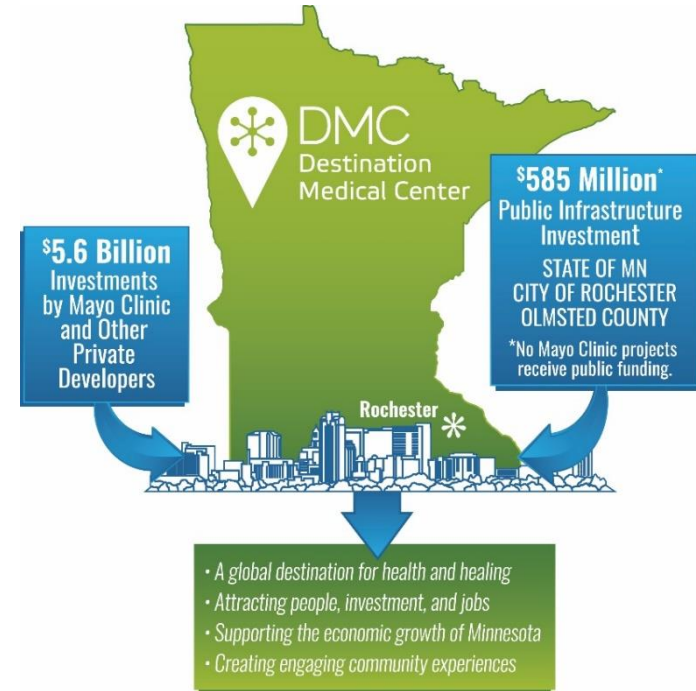 DMC
Destination
Medical Center
$5.6 Billion
Investments
by Mayo Clinic
and Other
Private
Developers
$585 Million*
Public Infrastructure
Investment
STATE OF MN
CITY OF ROCHESTER
OLMSTED COUNTY
*No Mayo Clinic projects
receive public funding.
Rochester
• A global destination for health and healing
• Attracting people, investment, and jobs
• Supporting the economic growth of Minnesota
• Creating engaging community experiences